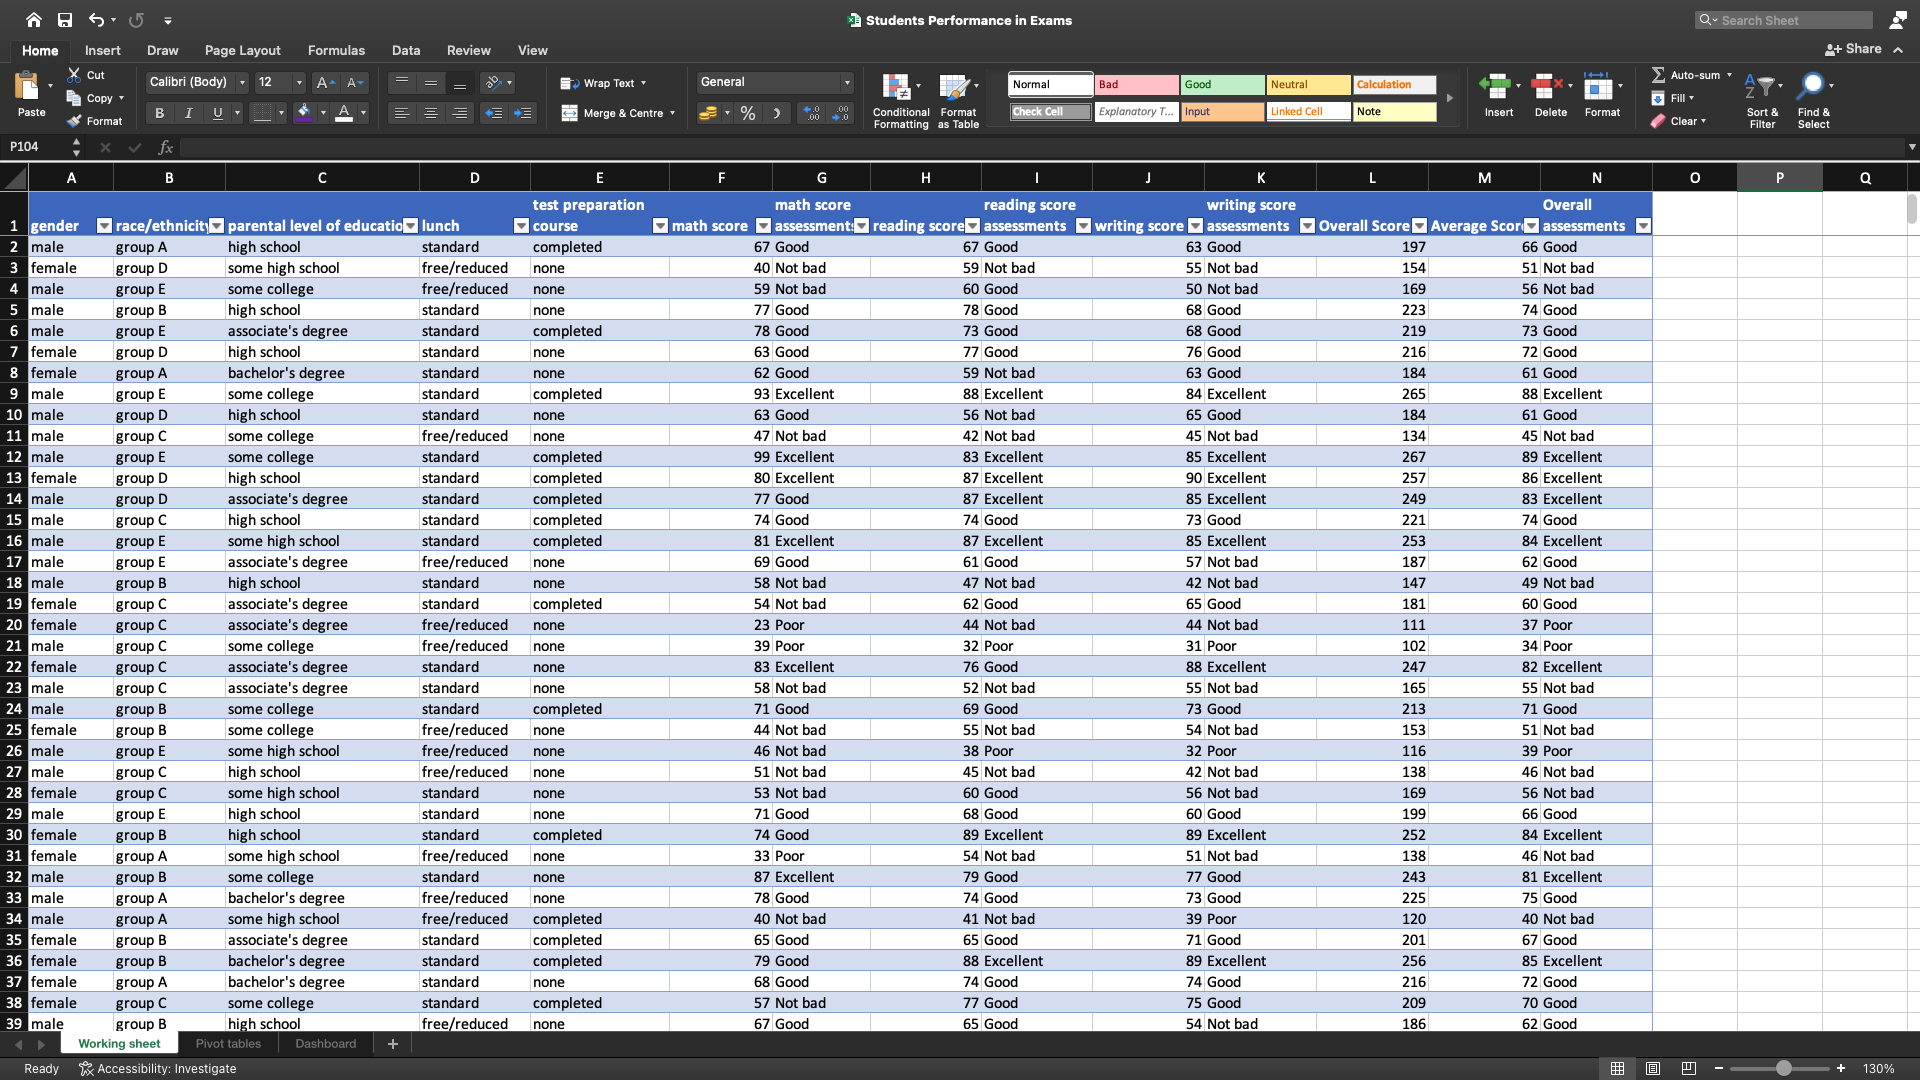 Students Performance in Exams
Search Sheet
Home Insert Draw Page Layout Formulas Data Review View
Share
Paste
Cut
Copy
Format
Calibri (Body) 12
B I U
Wrap Text
Merge & Centre
General
%
Conditional Formatting
Format as Table
Normal Bad Good Neutral Calculation
Check Cell Explanatory T... Input Linked Cell Note
Insert Delete Format
Auto-sum
Fill
Clear
Sort & Filter
Find & Select
P104 fx
A B C D E F G H I J K L M N O P Q
1 gender race/ethnicity parental level of educatio lunch test preparation course math score math score assessments reading score reading score assessments writing score writing score assessments Overall Score Average Scor Overall assessments
2 male group A high school standard completed 67 Good 67 Good 63 Good 197 66 Good
3 female group D some high school free/reduced none 40 Not bad 59 Not bad 55 Not bad 154 51 Not bad
4 male group E some college free/reduced none 59 Not bad 60 Good 50 Not bad 169 56 Not bad
5 male group B high school standard none 77 Good 78 Good 68 Good 223 74 Good
6 male group E associate's degree standard completed 78 Good 73 Good 68 Good 219 73 Good
7 female group D high school standard none 63 Good 77 Good 76 Good 216 72 Good
8 female group A bachelor's degree standard none 62 Good 59 Not bad 63 Good 184 61 Good
9 male group E some college standard completed 93 Excellent 88 Excellent 84 Excellent 265 88 Excellent
10 male group D high school standard none 63 Good 56 Not bad 65 Good 184 61 Good
11 male group C some college free/reduced none 47 Not bad 42 Not bad 45 Not bad 134 45 Not bad
12 male group E some college standard completed 99 Excellent 83 Excellent 85 Excellent 267 89 Excellent
13 female group D high school standard completed 80 Excellent 87 Excellent 90 Excellent 257 86 Excellent
14 male group D associate's degree standard completed 77 Good 87 Excellent 85 Excellent 249 83 Excellent
15 male group C high school standard completed 74 Good 74 Good 73 Good 221 74 Good
16 male group E some high school standard completed 81 Excellent 87 Excellent 85 Excellent 253 84 Excellent
17 male group E associate's degree free/reduced none 69 Good 61 Good 57 Not bad 187 62 Good
18 male group B high school standard none 58 Not bad 47 Not bad 42 Not bad 147 49 Not bad
19 female group C associate's degree standard completed 54 Not bad 62 Good 65 Good 181 60 Good
20 female group C associate's degree free/reduced none 23 Poor 44 Not bad 44 Not bad 111 37 Poor
21 male group C some college free/reduced none 39 Poor 32 Poor 31 Poor 102 34 Poor
22 female group C associate's degree standard none 83 Excellent 76 Good 88 Excellent 247 82 Excellent
23 male group C associate's degree standard none 58 Not bad 52 Not bad 55 Not bad 165 55 Not bad
24 male group B some college standard completed 71 Good 69 Good 73 Good 213 71 Good
25 female group B some college free/reduced none 44 Not bad 55 Not bad 54 Not bad 153 51 Not bad
26 male group E some high school free/reduced none 46 Not bad 38 Poor 32 Poor 116 39 Poor
27 male group C high school free/reduced none 51 Not bad 45 Not bad 42 Not bad 138 46 Not bad
28 female group C some high school standard none 53 Not bad 60 Good 56 Not bad 169 56 Not bad
29 male group E high school standard none 71 Good 68 Good 60 Good 199 66 Good
30 female group B high school standard completed 74 Good 89 Excellent 89 Excellent 252 84 Excellent
31 female group A some high school free/reduced none 33 Poor 54 Not bad 51 Not bad 138 46 Not bad
32 male group B some college standard none 87 Excellent 79 Good 77 Good 243 81 Excellent
33 male group A bachelor's degree free/reduced none 78 Good 74 Good 73 Good 225 75 Good
34 male group A some high school free/reduced completed 40 Not bad 41 Not bad 39 Poor 120 40 Not bad
35 female group B associate's degree standard completed 65 Good 65 Good 71 Good 201 67 Good
36 female group B bachelor's degree standard completed 79 Good 88 Excellent 89 Excellent 256 85 Excellent
37 female group A bachelor's degree standard none 68 Good 74 Good 74 Good 216 72 Good
38 female group C some college standard completed 57 Not bad 77 Good 75 Good 209 70 Good
39 male group B high school free/reduced none 67 Good 65 Good 54 Not bad 186 62 Good
Working sheet Pivot tables Dashboard +
Ready Accessibility: Investigate
130%